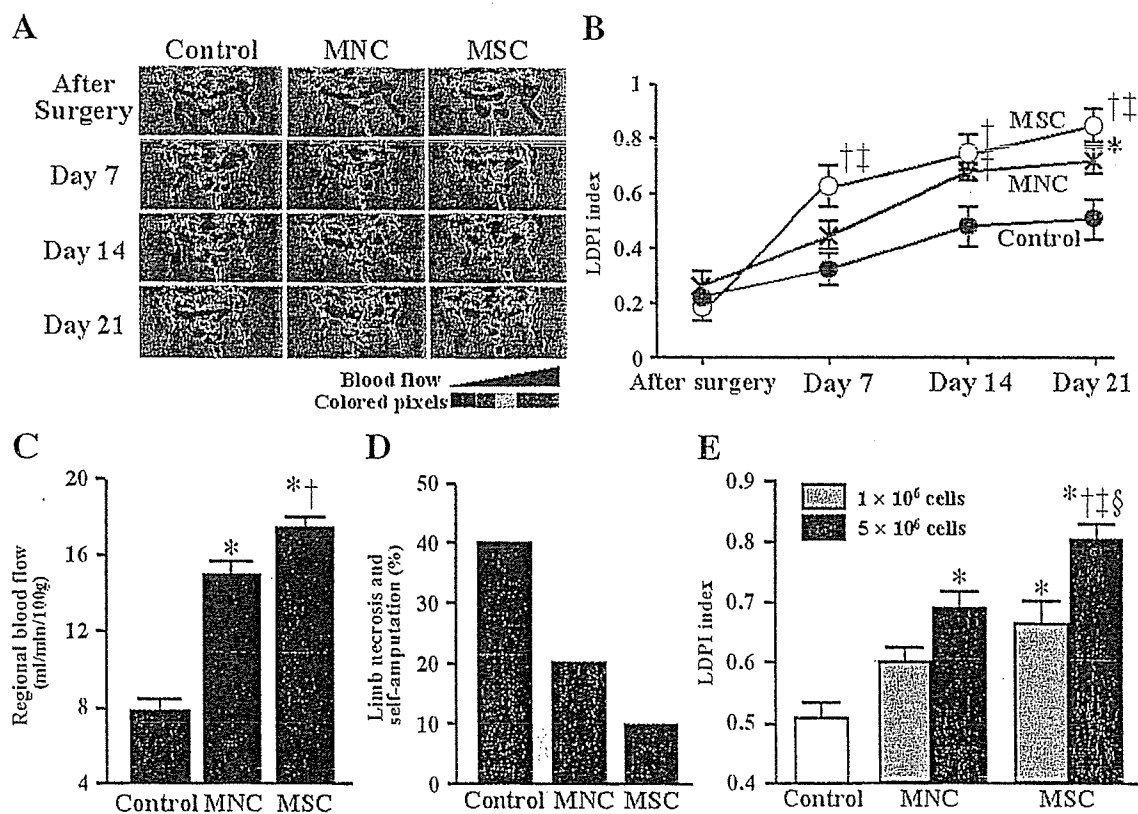 A
Control MNC MSC
After
Surgery
Day 7
Day 14
Day 21
Blood flow
Colored pixels
B
LDPI index
1
0.8
0.6
0.4
0.2
0
MSC
MNC
Control
†‡
†
‡
†‡
*
After surgery Day 7 Day 14 Day 21
C
Regional blood flow
(ml/min/100g)
20
16
12
8
4
*
*†
Control MNC MSC
D
Limb necrosis and
self-amputation (%)
50
40
30
20
10
0
Control MNC MSC
E
LDPI index
0.9
0.8
0.7
0.6
0.5
0.4
1 × 10⁶ cells
5 × 10⁶ cells
*
*
*†‡§
Control MNC MSC